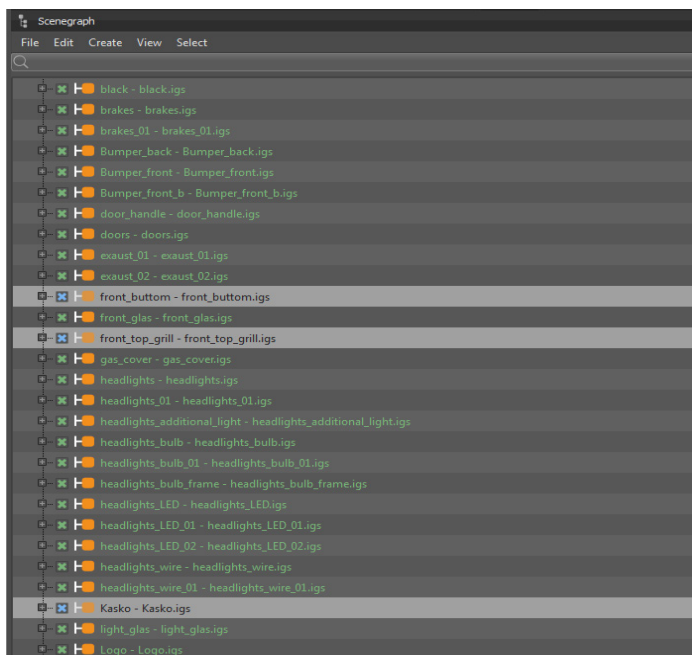 Scenegraph
File Edit Create View Select
black - black.igs
brakes - brakes.igs
brakes_01 - brakes_01.igs
Bumper_back - Bumper_back.igs
Bumper_front - Bumper_front.igs
Bumper_front_b - Bumper_front_b.igs
door_handle - door_handle.igs
doors - doors.igs
exaust_01 - exaust_01.igs
exaust_02 - exaust_02.igs
front_buttom - front_buttom.igs
front_glas - front_glas.igs
front_top_grill - front_top_grill.igs
gas_cover - gas_cover.igs
headlights - headlights.igs
headlights_01 - headlights_01.igs
headlights_additional_light - headlights_additional_light.igs
headlights_bulb - headlights_bulb.igs
headlights_bulb_01 - headlights_bulb_01.igs
headlights_bulb_frame - headlights_bulb_frame.igs
headlights_LED - headlights_LED.igs
headlights_LED_01 - headlights_LED_01.igs
headlights_LED_02 - headlights_LED_02.igs
headlights_wire - headlights_wire.igs
headlights_wire_01 - headlights_wire_01.igs
Kasko - Kasko.igs
light_glas - light_glas.igs
Logo - Logo.igs